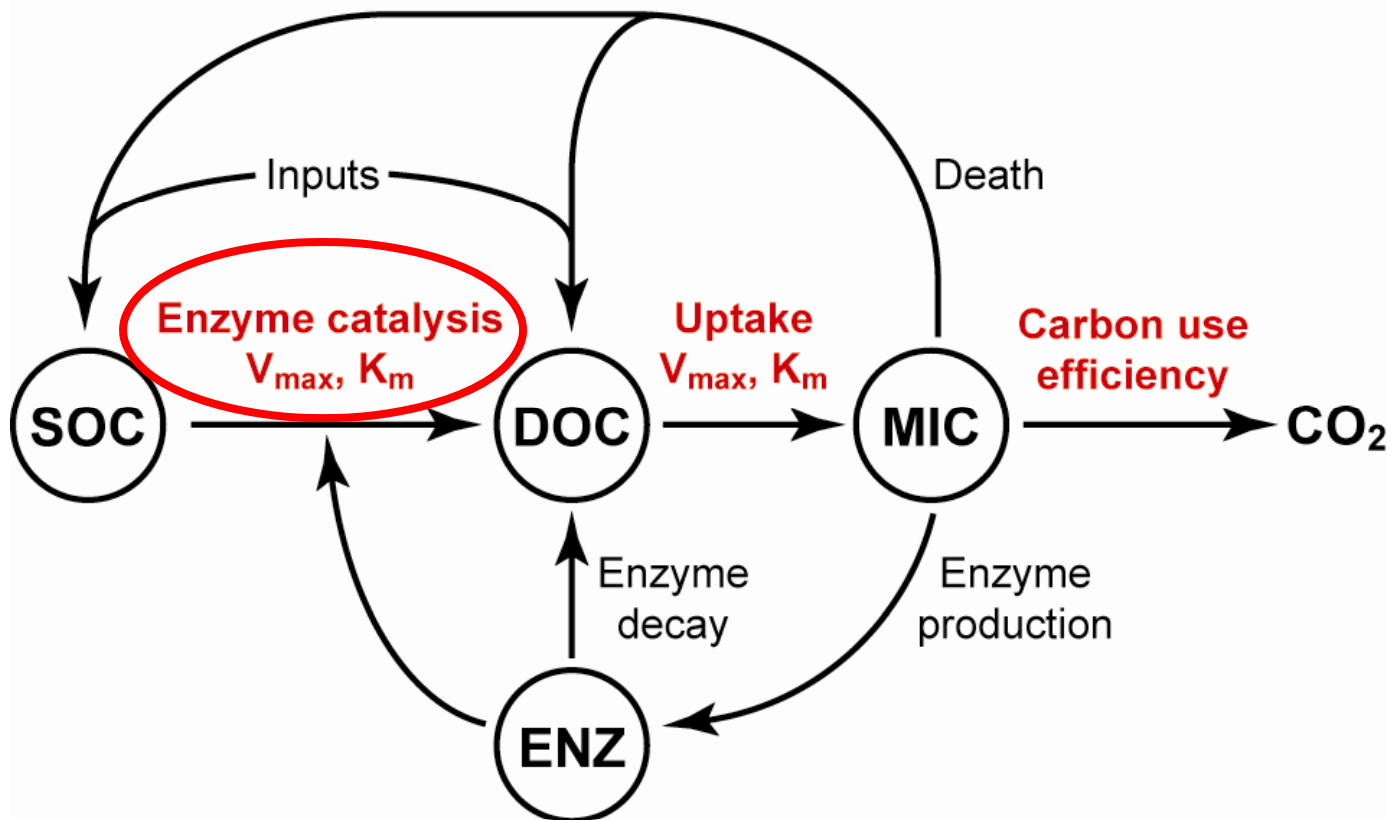 Inputs
Death
Enzyme catalysis
Vmax, Km
Uptake
Vmax, Km
Carbon use
efficiency
SOC
DOC
MIC
CO2
Enzyme
decay
Enzyme
production
ENZ